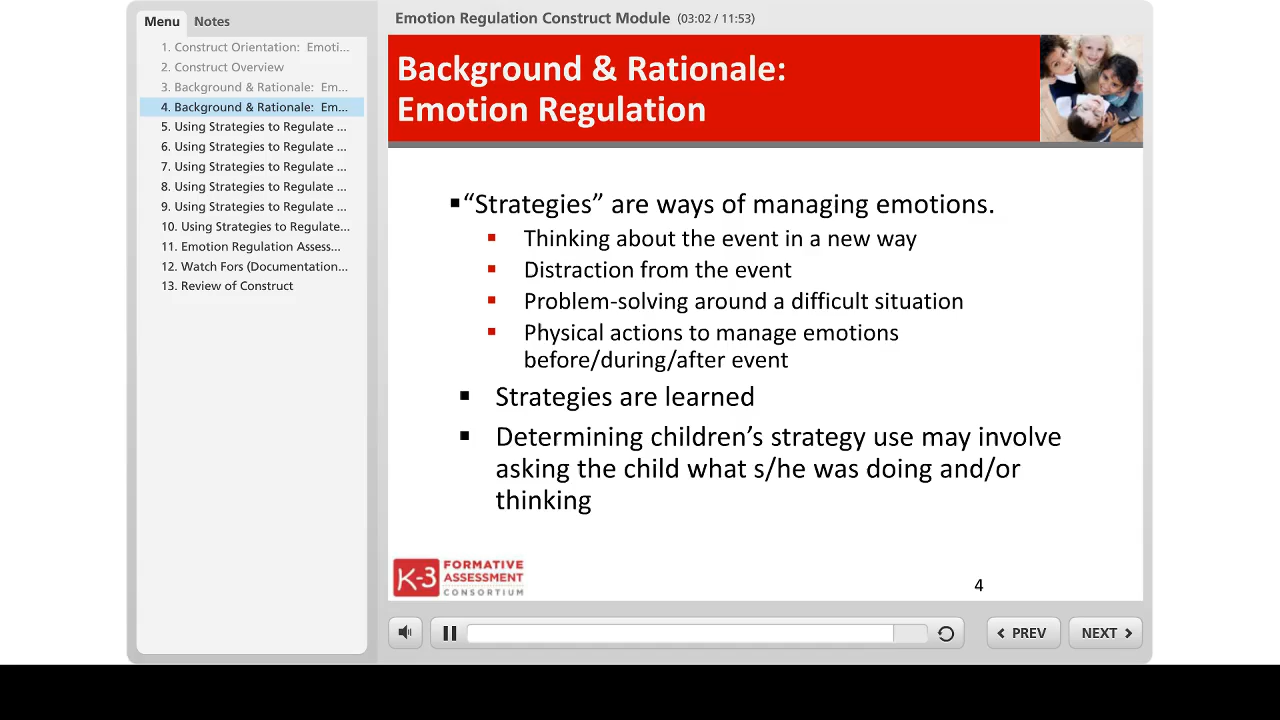 Menu
Notes
Emotion Regulation Construct Module (03:02 / 11:53)
1. Construct Orientation: Emoti...
2. Construct Overview
3. Background & Rationale: Em...
4. Background & Rationale: Em...
5. Using Strategies to Regulate ...
6. Using Strategies to Regulate ...
7. Using Strategies to Regulate ...
8. Using Strategies to Regulate ...
9. Using Strategies to Regulate ...
10. Using Strategies to Regulate...
11. Emotion Regulation Assess...
12. Watch Fors (Documentation...
13. Review of Construct
Background & Rationale:
Emotion Regulation
▪“Strategies” are ways of managing emotions.
▪ Thinking about the event in a new way
▪ Distraction from the event
▪ Problem-solving around a difficult situation
▪ Physical actions to manage emotions
before/during/after event
▪ Strategies are learned
▪ Determining children’s strategy use may involve
asking the child what s/he was doing and/or
thinking
K-3 FORMATIVE
ASSESSMENT
CONSORTIUM
4
PREV
NEXT